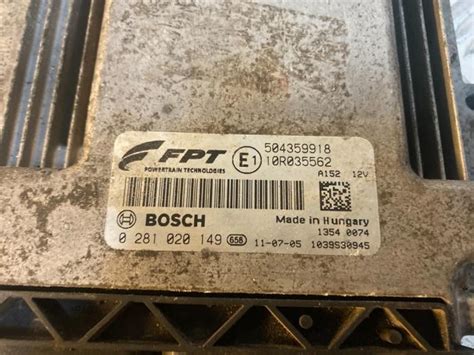 FPT
POWERTRAIN TECHNOLOGIES
E1
504359918
10R035562
A152 12V
BOSCH
Made in Hungary
1354 0074
0 281 020 149 65B 11-07-05 1039S30945